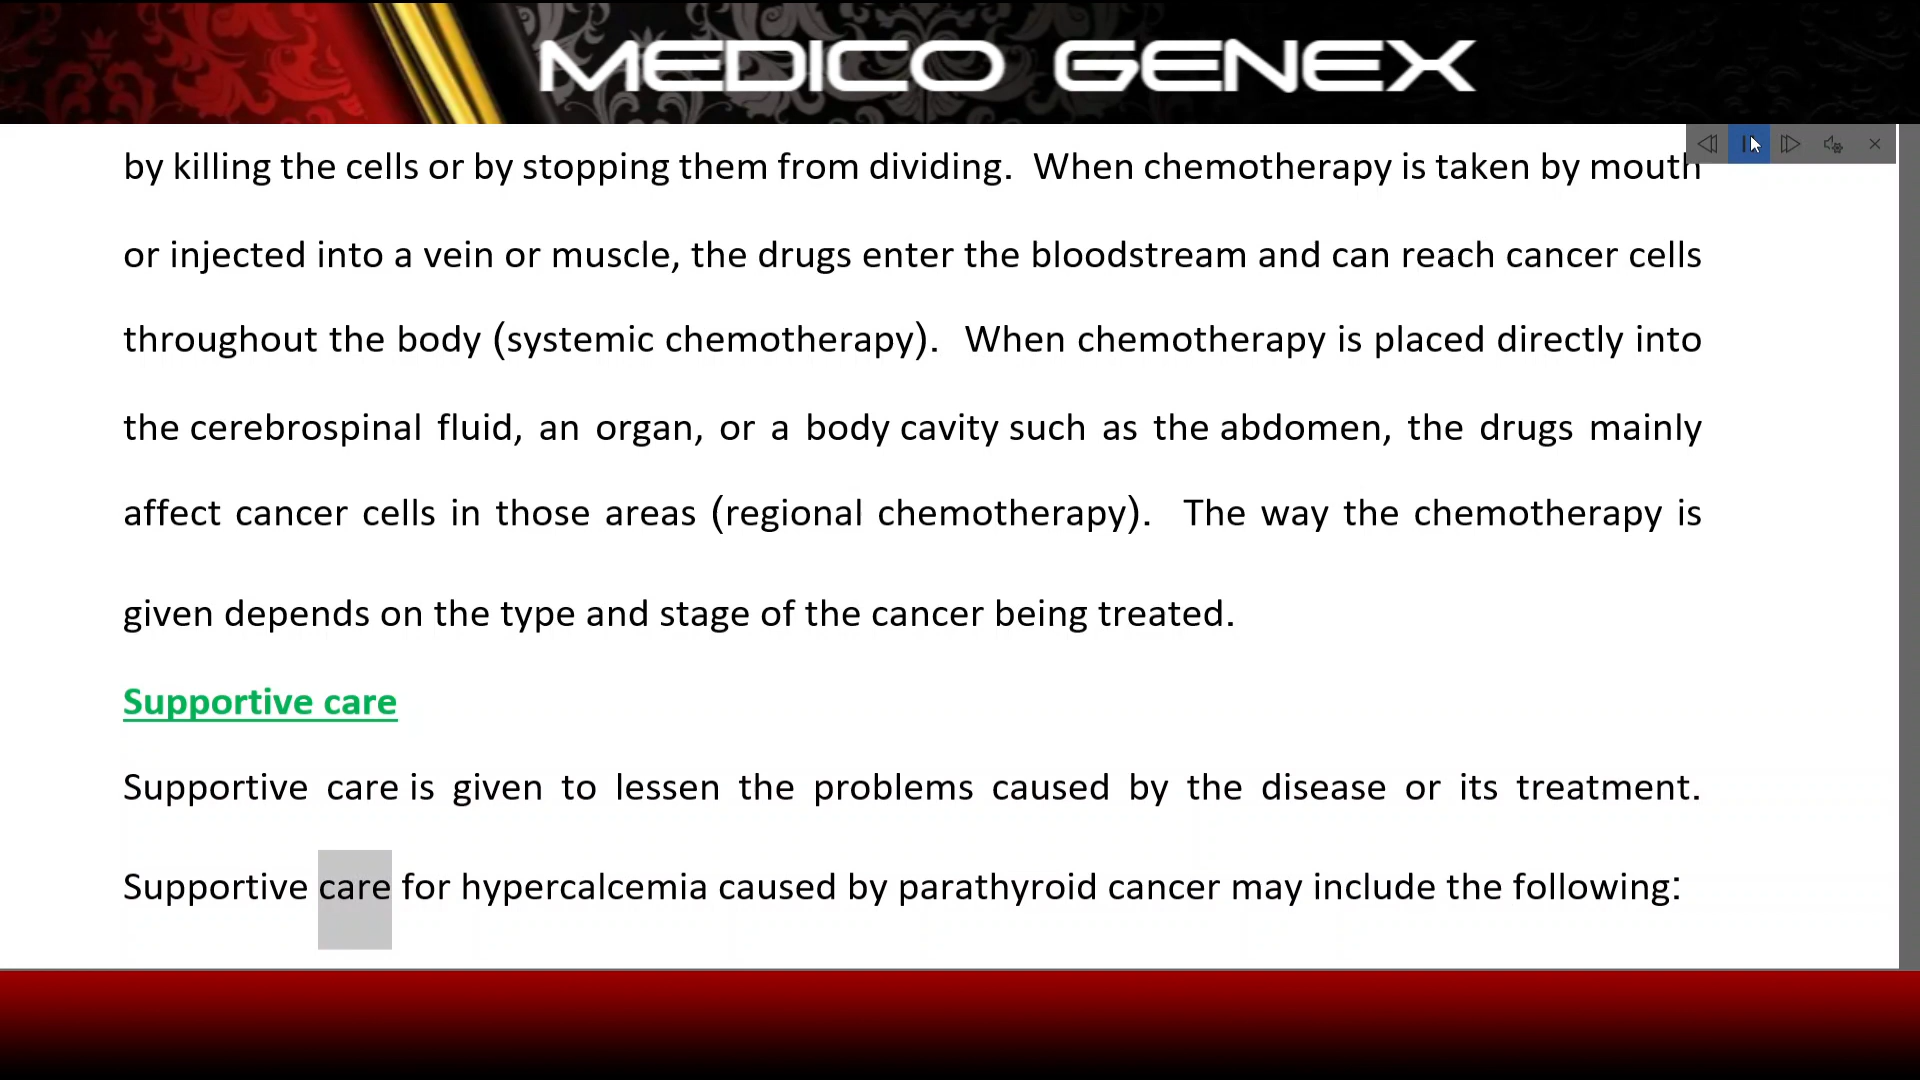 MEDICO GENEX
by killing the cells or by stopping them from dividing.  When chemotherapy is taken by mouth
or injected into a vein or muscle, the drugs enter the bloodstream and can reach cancer cells
throughout the body (systemic chemotherapy).  When chemotherapy is placed directly into
the cerebrospinal fluid, an organ, or a body cavity such as the abdomen, the drugs mainly
affect cancer cells in those areas (regional chemotherapy).  The way the chemotherapy is
given depends on the type and stage of the cancer being treated.
Supportive care
Supportive care is given to lessen the problems caused by the disease or its treatment.
Supportive care for hypercalcemia caused by parathyroid cancer may include the following: